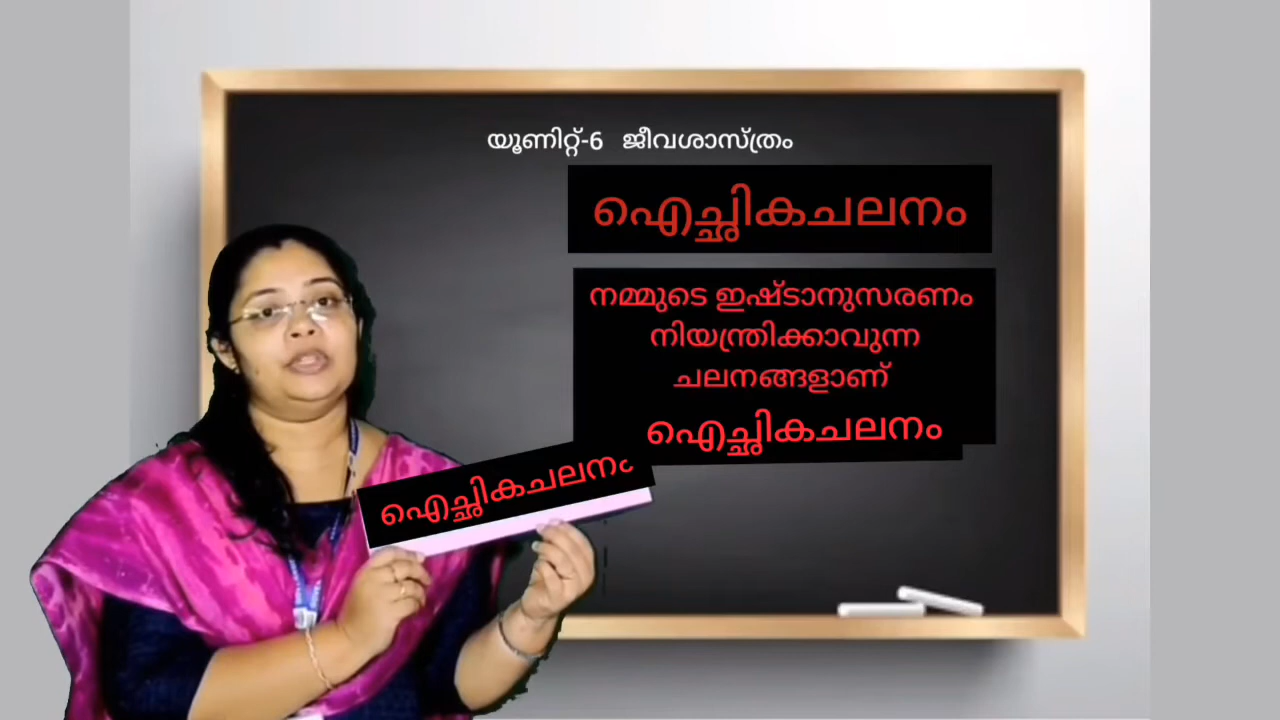 യൂണിറ്റ്-6 ജീവശാസ്ത്രം
ഐച്ഛികചലനം
നമ്മുടെ ഇഷ്ടാനുസരണം
നിയന്ത്രിക്കാവുന്ന
ചലനങ്ങളാണ്
ഐച്ഛികചലനം
ഐച്ഛികചലനം